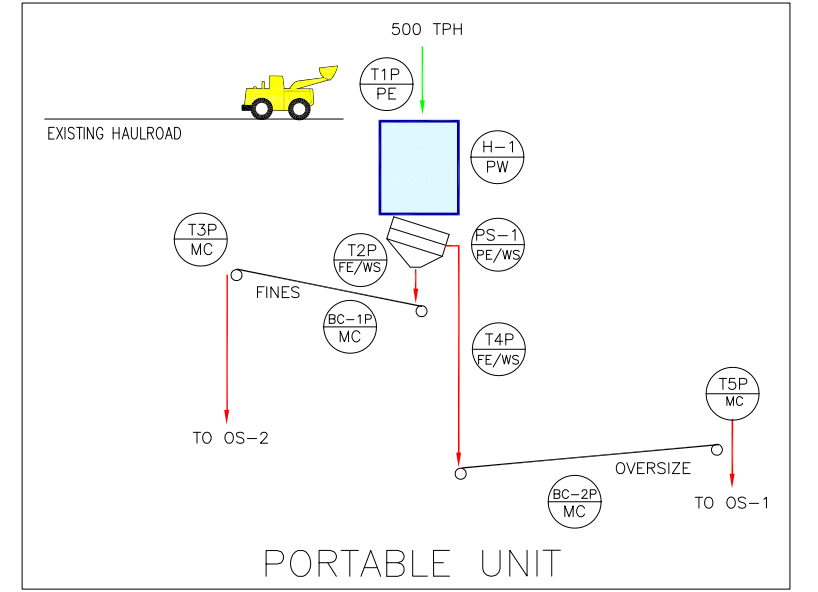 500 TPH
T1P
PE
EXISTING HAULROAD
H-1
PW
T3P
MC
T2P
FE/WS
PS-1
PE/WS
FINES
BC-1P
MC
T4P
FE/WS
T5P
MC
TO OS-2
OVERSIZE
BC-2P
MC
TO OS-1
PORTABLE UNIT